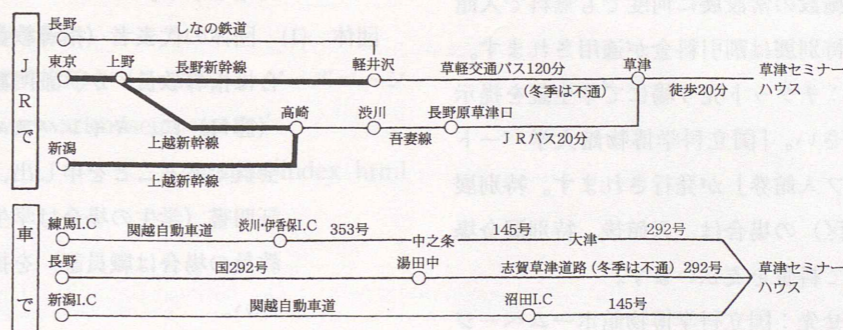 JRで
長野
しなの鉄道
東京
上野
長野新幹線
軽井沢
草軽交通バス120分
(冬季は不通)
草津
徒歩20分
草津セミナー
ハウス
高崎
渋川
長野原草津口
吾妻線
JRバス20分
新潟
上越新幹線
上越新幹線
車で
練馬I.C
関越自動車道
渋川・伊香保I.C
353号
中之条
145号
大津
292号
長野
国292号
湯田中
志賀草津道路(冬季は不通) 292号
草津セミナー
ハウス
新潟I.C
関越自動車道
沼田I.C
145号